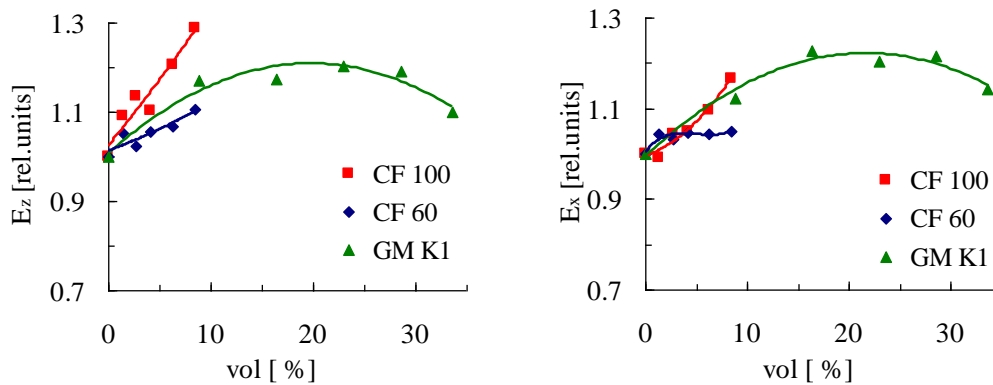 1.3
1.1
0.9
0.7
Ez [rel.units]
0
10
20
30
vol [ %]
CF 100
CF 60
GM K1
1.3
1.1
0.9
0.7
Ex [rel.units]
0
10
20
30
vol [ %]
CF 100
CF 60
GM K1